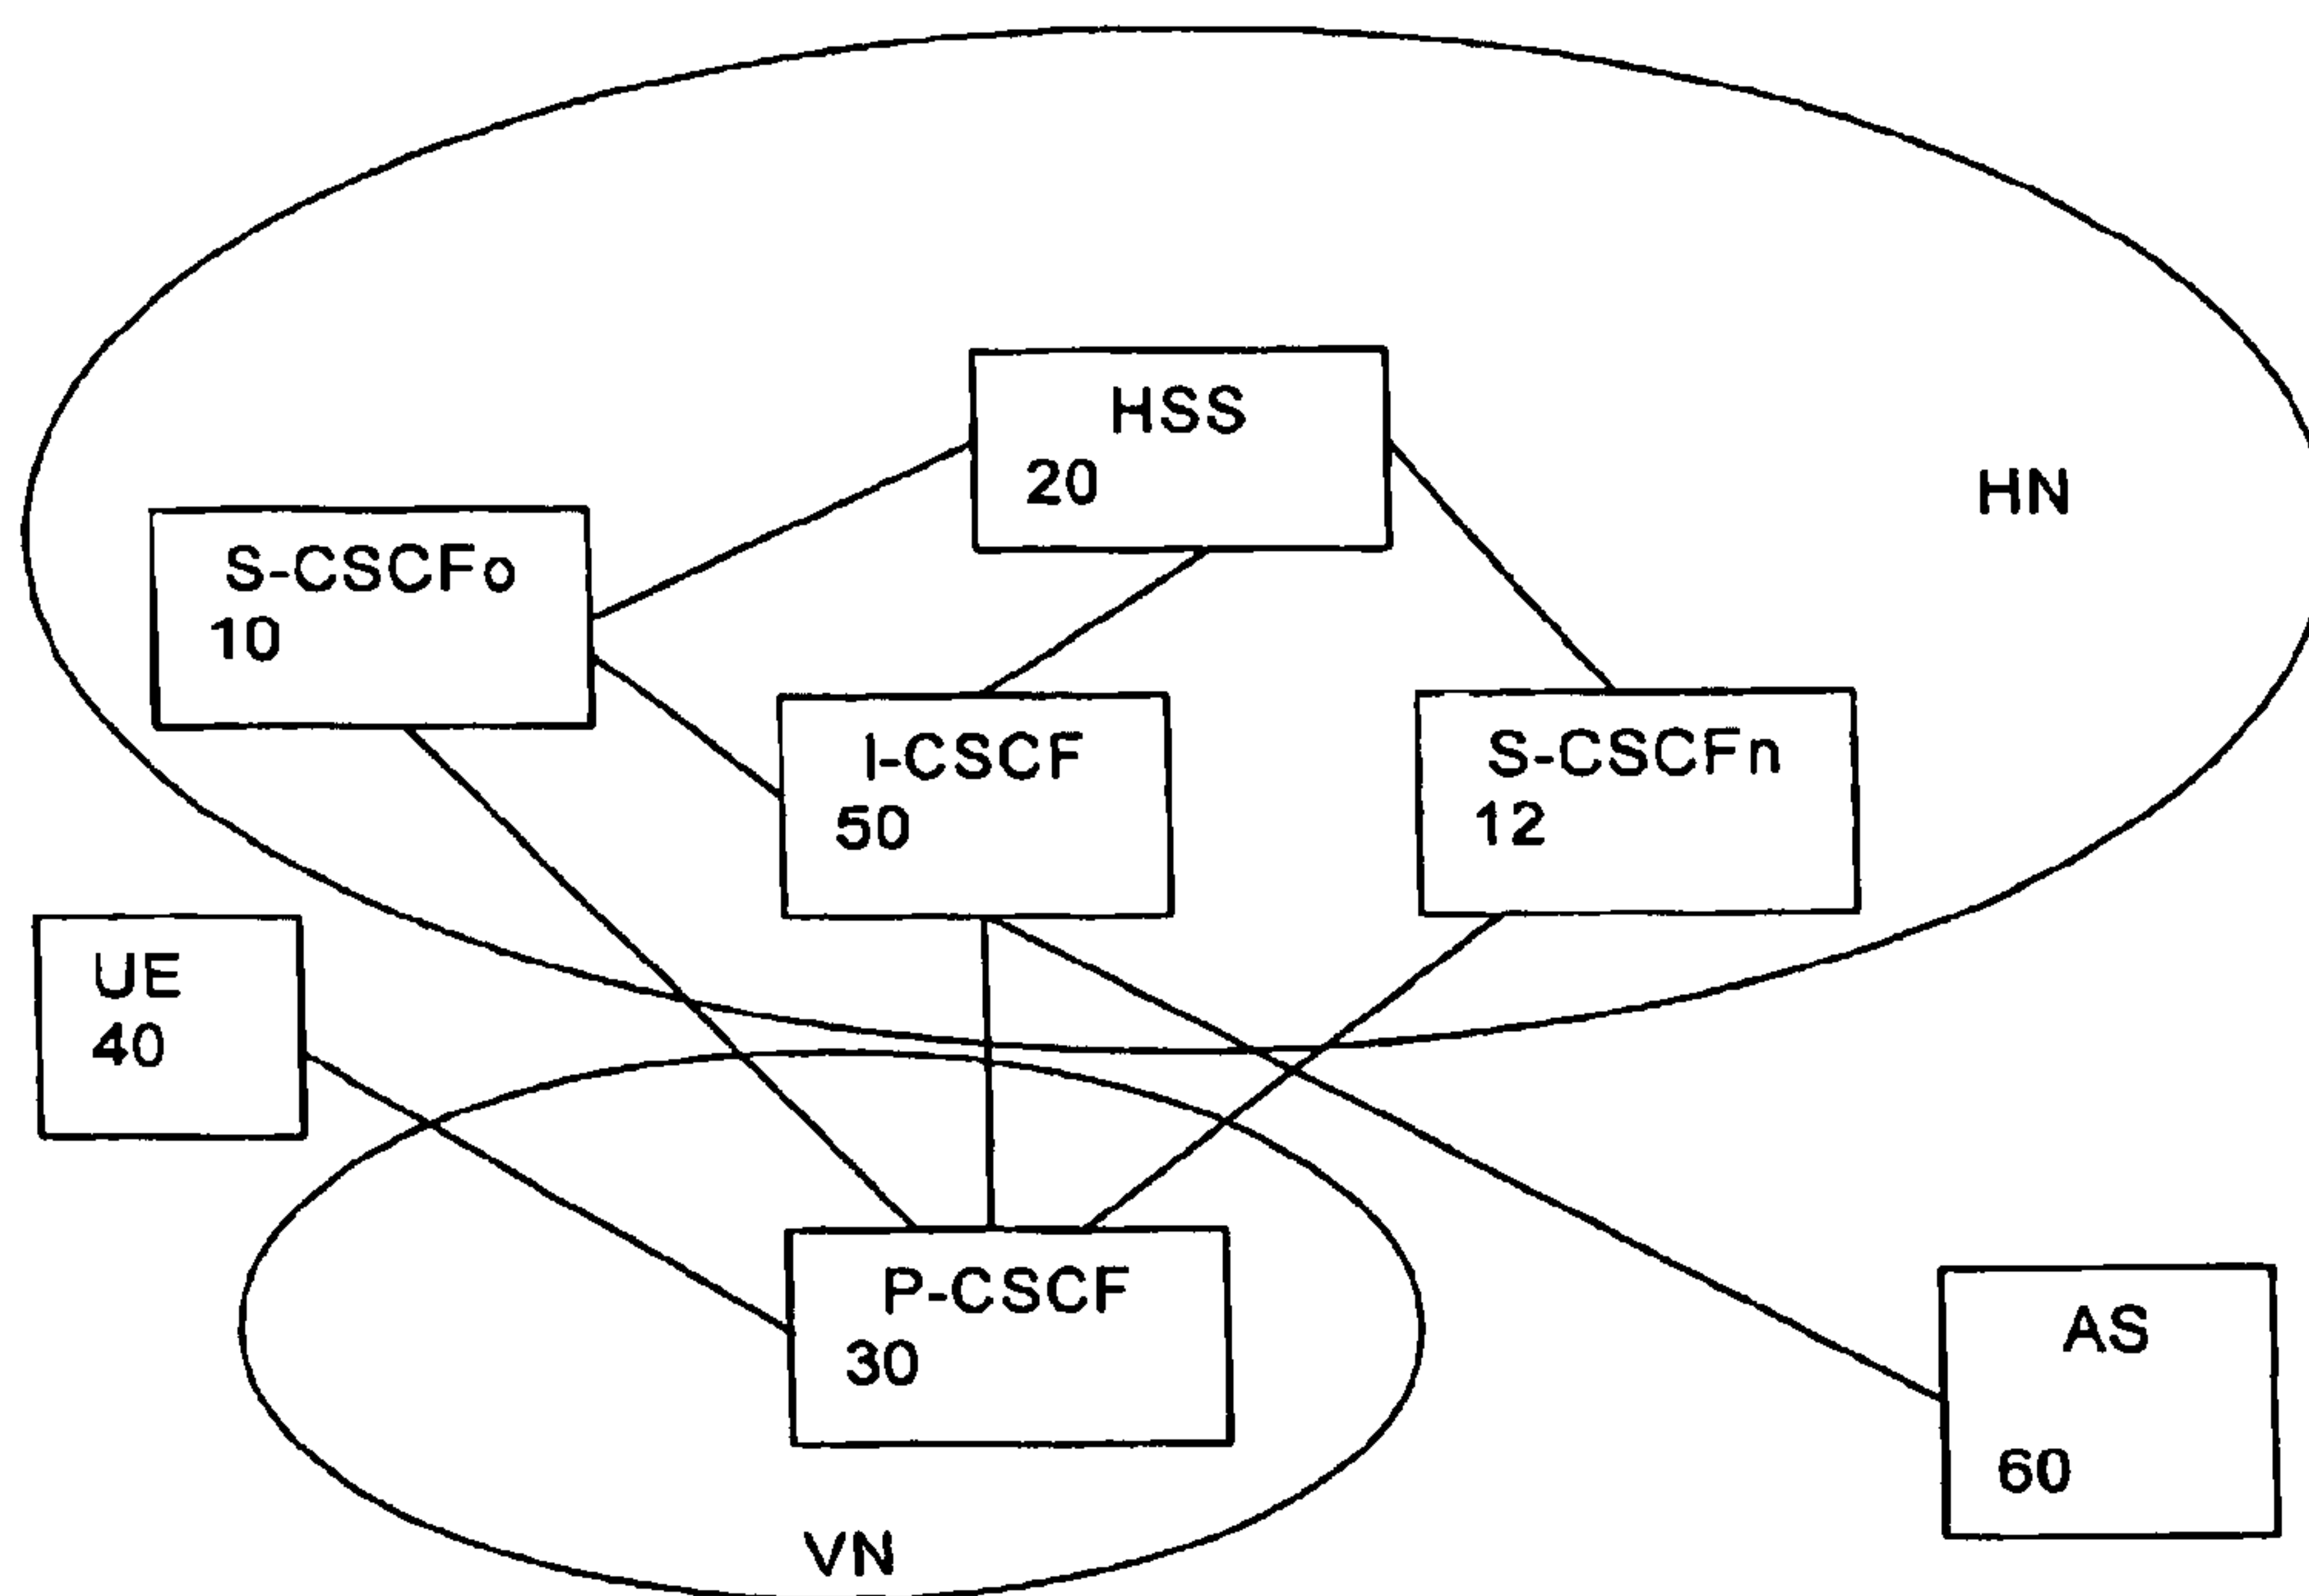 HSS
20
HN
S-CSCFo
10
I-CSCF
50
S-CSCFn
12
UE
40
P-CSCF
30
AS
60
VN